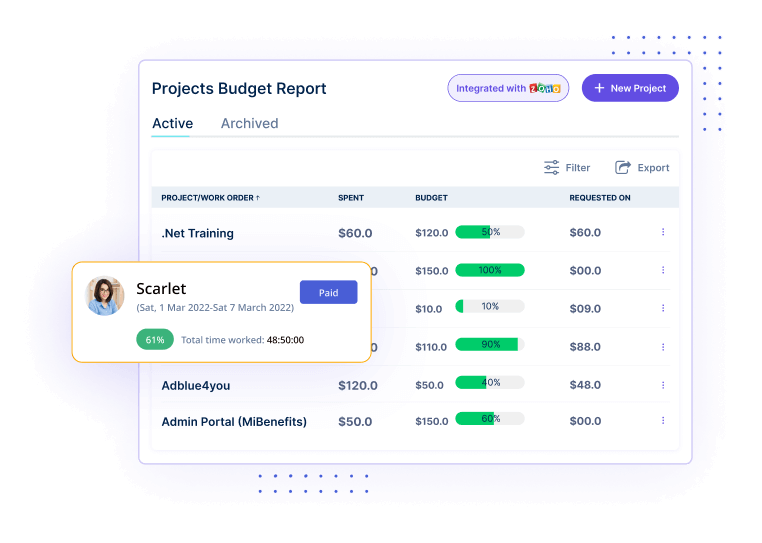 Projects Budget Report
Integrated with ZOHO
+ New Project
Active
Archived
Filter
Export
PROJECT/WORK ORDER ↑ SPENT BUDGET REQUESTED ON
.Net Training $60.0 $120.0 50% $60.0
0 $150.0 100% $00.0
$10.0 10% $09.0
0 $110.0 90% $88.0
Adblue4you $120.0 $50.0 40% $48.0
Admin Portal (MiBenefits) $50.0 $150.0 60% $00.0
Scarlet
Paid
(Sat, 1 Mar 2022-Sat 7 March 2022)
61% Total time worked: 48:50:00